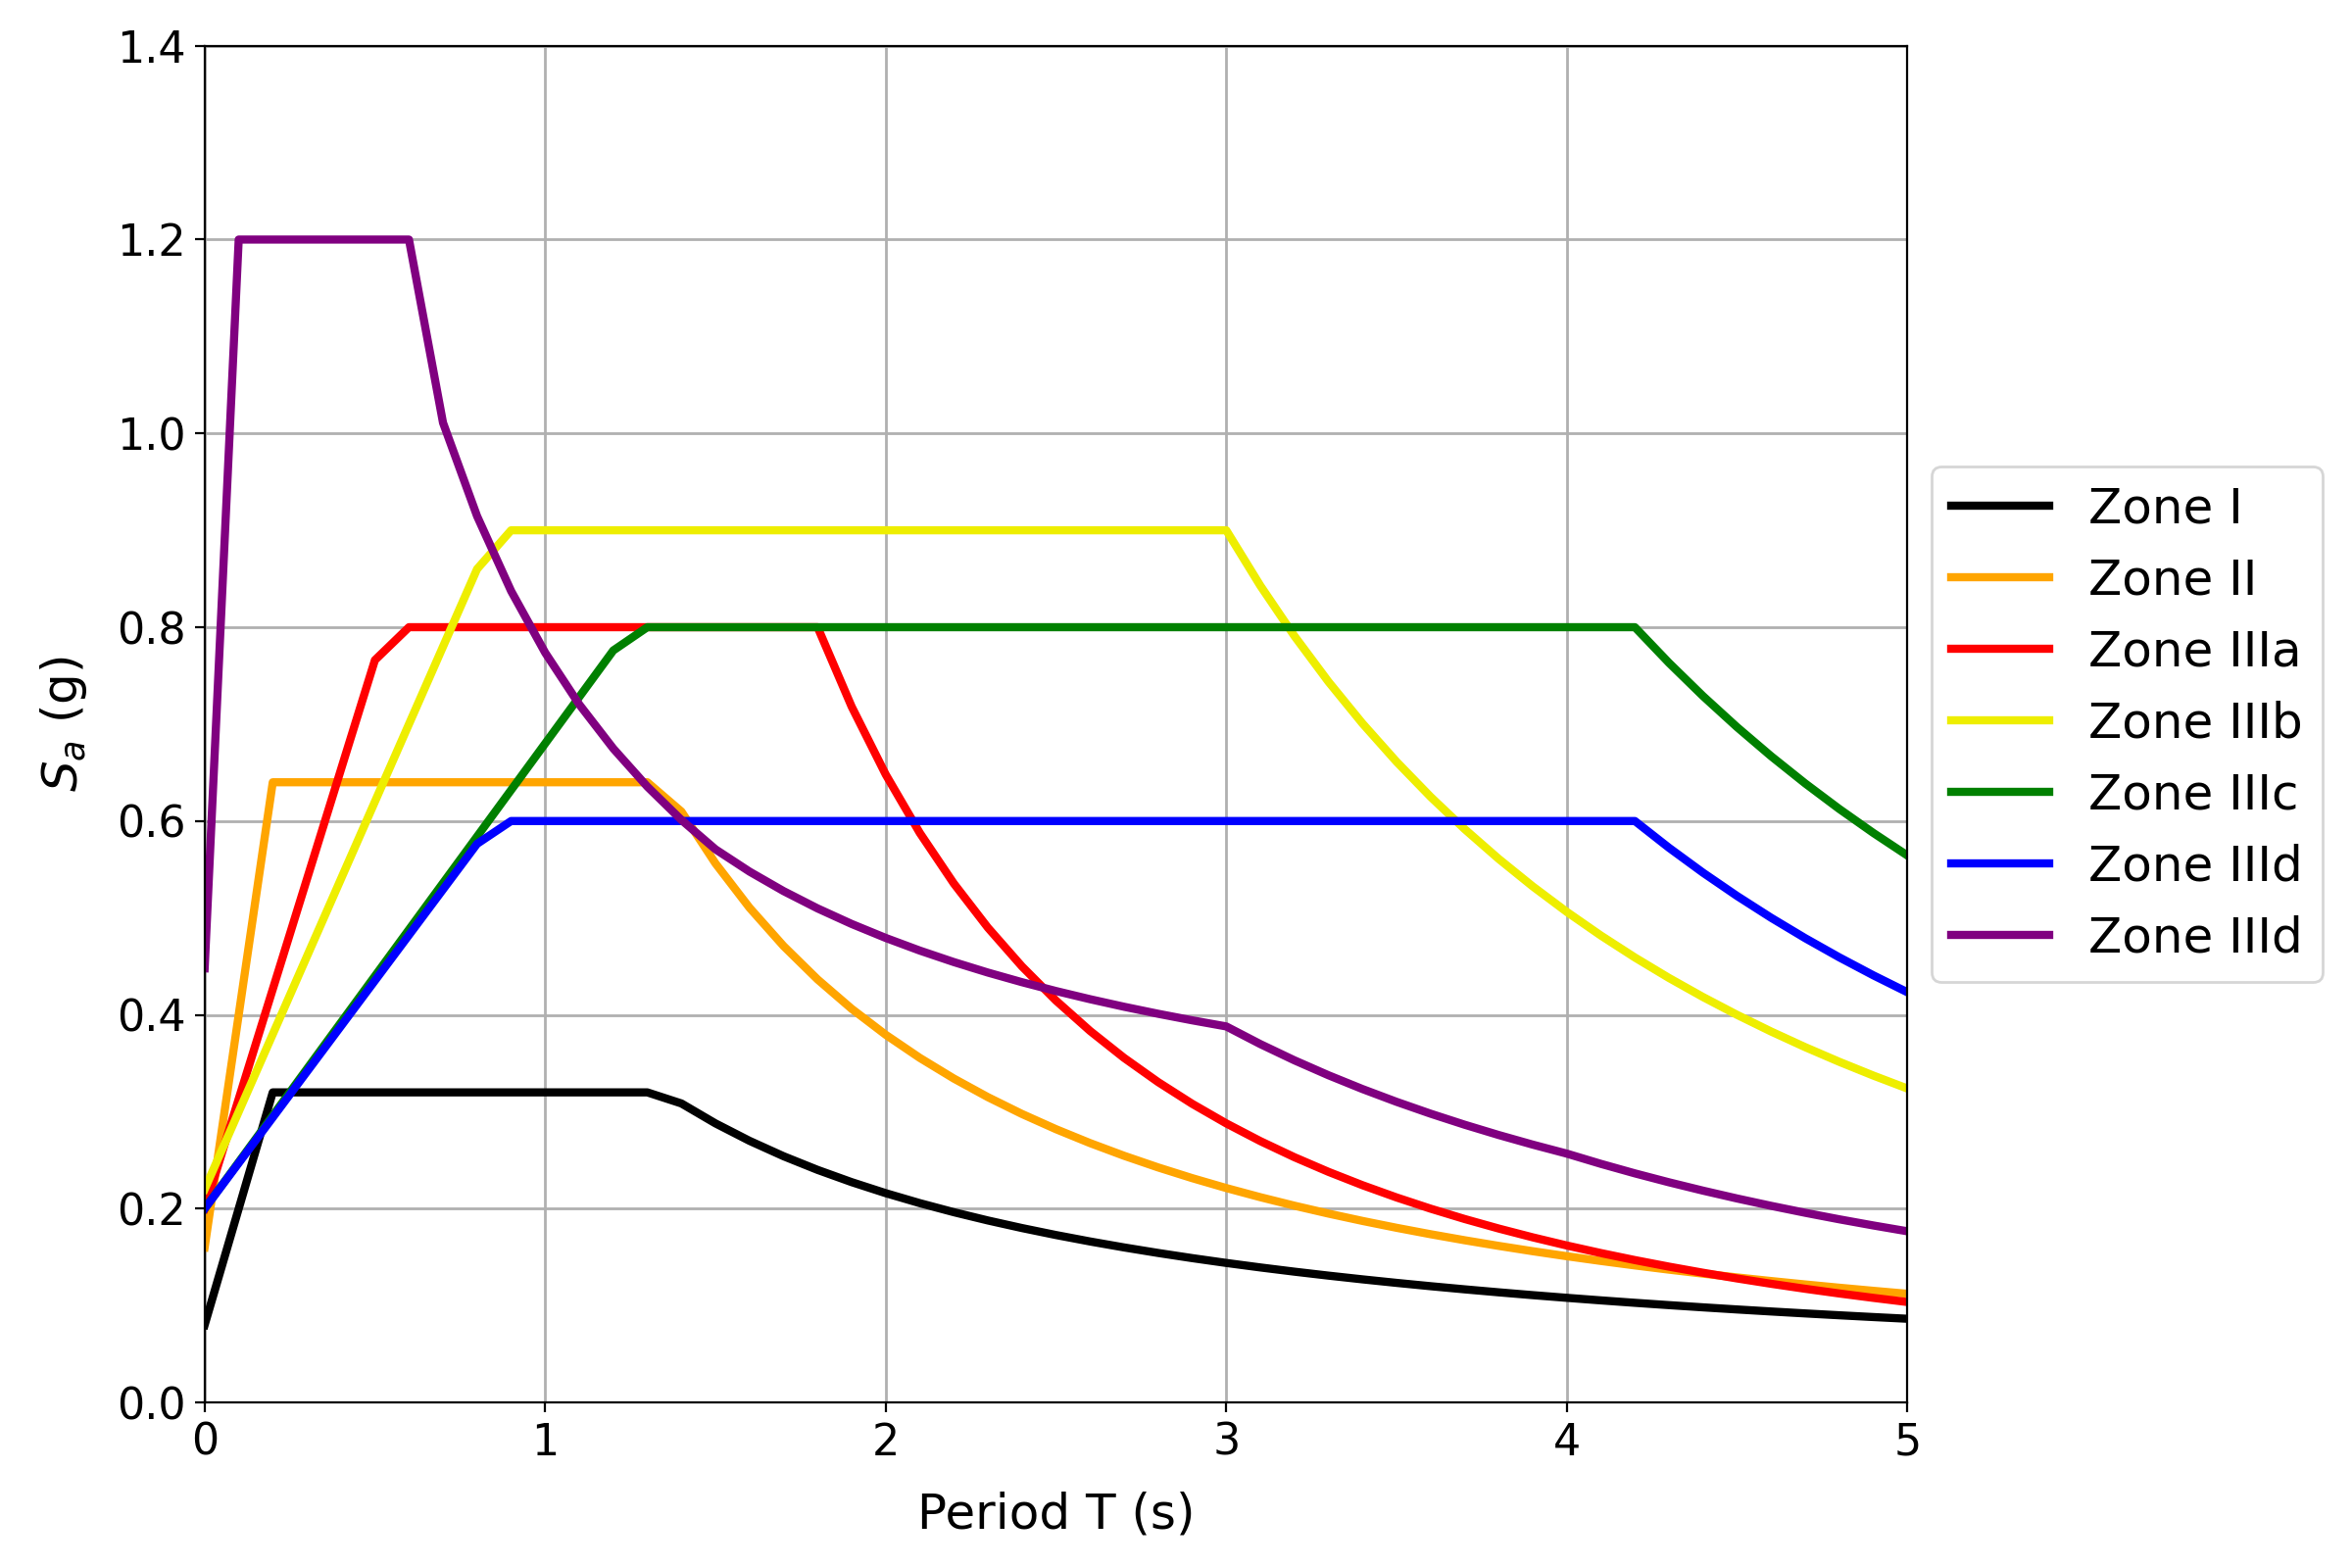 1.4
1.2
1.0
0.8
0.6
0.4
0.2
0.0
Sa (g)
0 1 2 3 4 5
Period T (s)
Zone I
Zone II
Zone IIIa
Zone IIIb
Zone IIIc
Zone IIId
Zone IIId